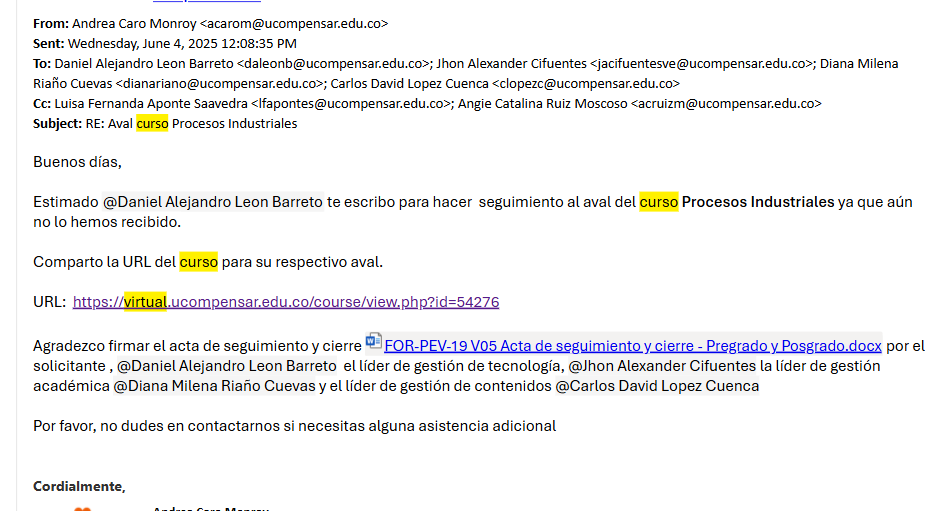 From: Andrea Caro Monroy <acarom@ucompensar.edu.co>
Sent: Wednesday, June 4, 2025 12:08:35 PM
To: Daniel Alejandro Leon Barreto <daleonb@ucompensar.edu.co>; Jhon Alexander Cifuentes <jacifuentesve@ucompensar.edu.co>; Diana Milena
Riaño Cuevas <dianariano@ucompensar.edu.co>; Carlos David Lopez Cuenca <clopezc@ucompensar.edu.co>
Cc: Luisa Fernanda Aponte Saavedra <lfapontes@ucompensar.edu.co>; Angie Catalina Ruiz Moscoso <acruizm@ucompensar.edu.co>
Subject: RE: Aval curso Procesos Industriales
Buenos días,
Estimado @Daniel Alejandro Leon Barreto te escribo para hacer  seguimiento al aval del curso Procesos Industriales ya que aún
no lo hemos recibido.
Comparto la URL del curso para su respectivo aval.
URL:  https://virtual.ucompensar.edu.co/course/view.php?id=54276
Agradezco firmar el acta de seguimiento y cierre FOR-PEV-19 V05 Acta de seguimiento y cierre - Pregrado y Posgrado.docx por el
solicitante , @Daniel Alejandro Leon Barreto  el líder de gestión de tecnología, @Jhon Alexander Cifuentes la líder de gestión
académica @Diana Milena Riaño Cuevas y el líder de gestión de contenidos @Carlos David Lopez Cuenca
Por favor, no dudes en contactarnos si necesitas alguna asistencia adicional
Cordialmente,
Andrea Caro Monroy